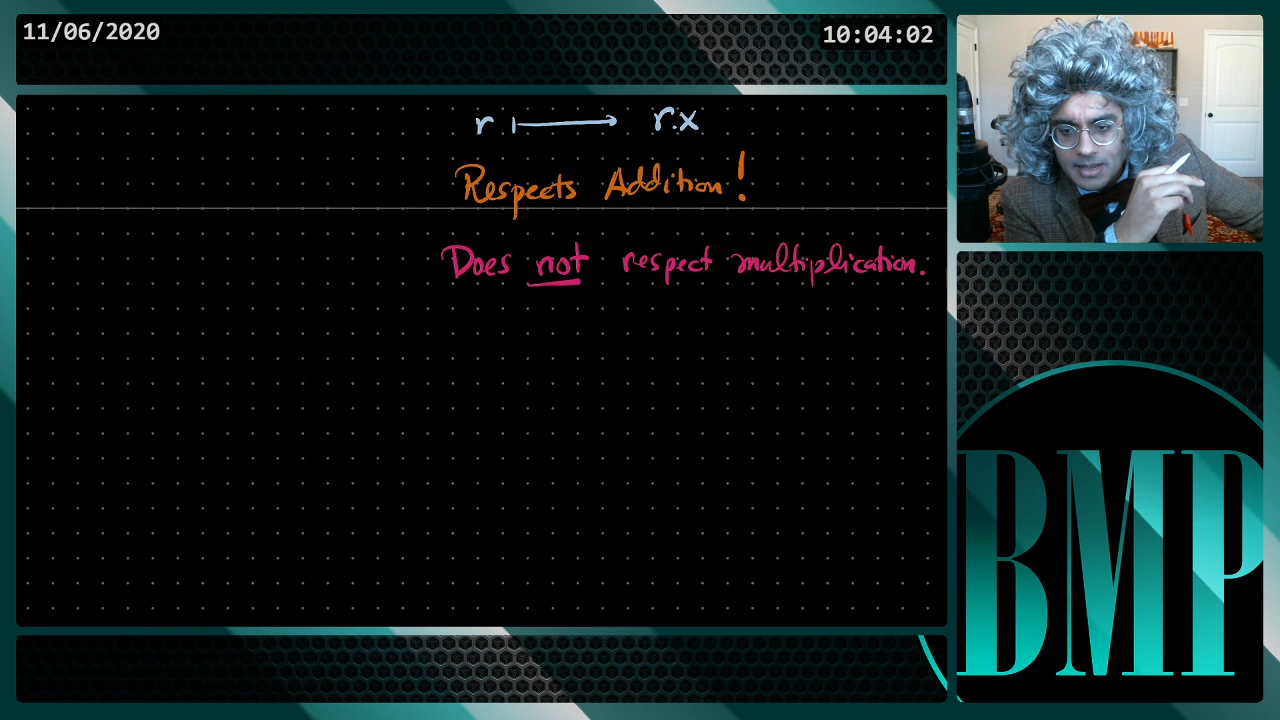 11/06/2020
10:04:02
r ↦ r·x
Respects Addition!
Does not respect multiplication.
BMP